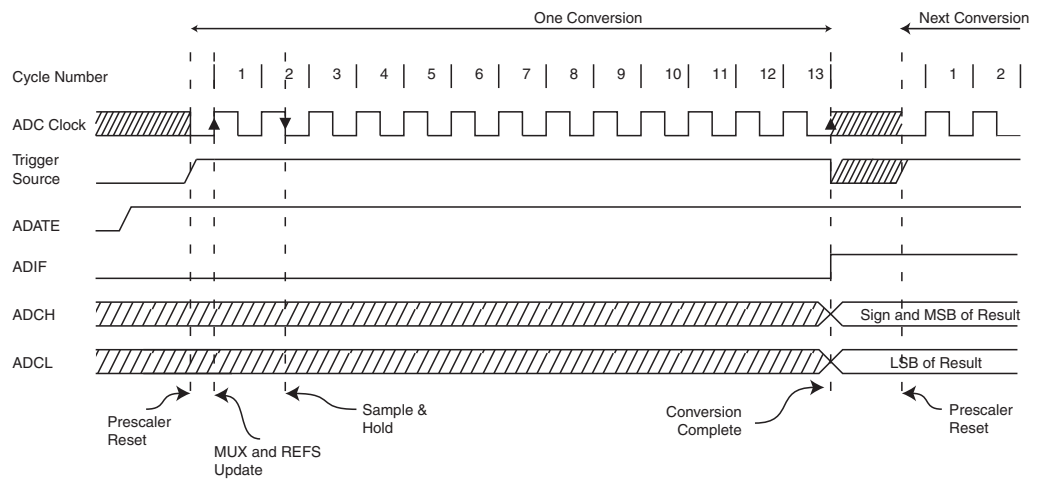 One Conversion
Next Conversion
Cycle Number
1 2 3 4 5 6 7 8 9 10 11 12 13 1 2
ADC Clock
Trigger
Source
ADATE
ADIF
ADCH
Sign and MSB of Result
ADCL
LSB of Result
Prescaler
Reset
MUX and REFS
Update
Sample &
Hold
Conversion
Complete
Prescaler
Reset